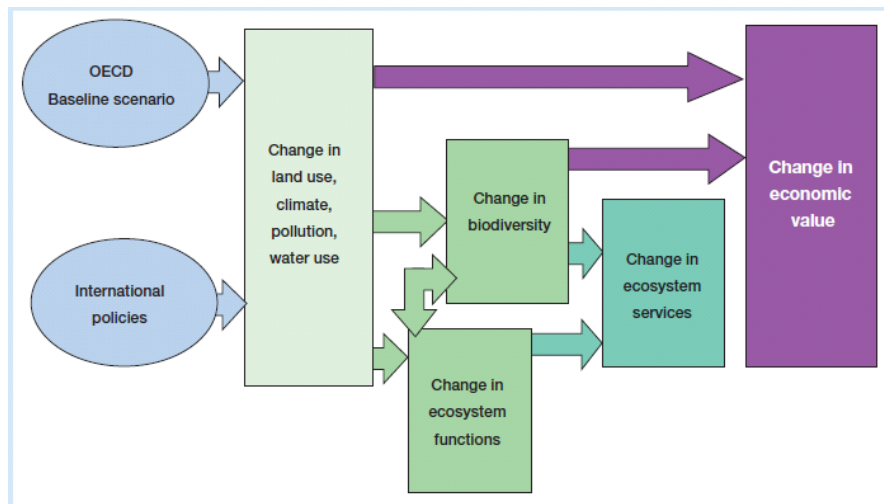 OECD
Baseline scenario
International
policies
Change in
land use,
climate,
pollution,
water use
Change in
biodiversity
Change in
ecosystem
functions
Change in
ecosystem
services
Change in
economic
value